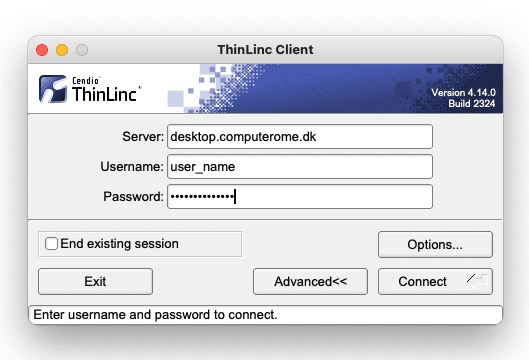 ThinLinc Client
Cendio®
ThinLinc®
Version 4.14.0
Build 2324
Server: desktop.computerome.dk
Username: user_name
Password: ••••••••••••••
End existing session
Options...
Exit
Advanced<<
Connect
Enter username and password to connect.